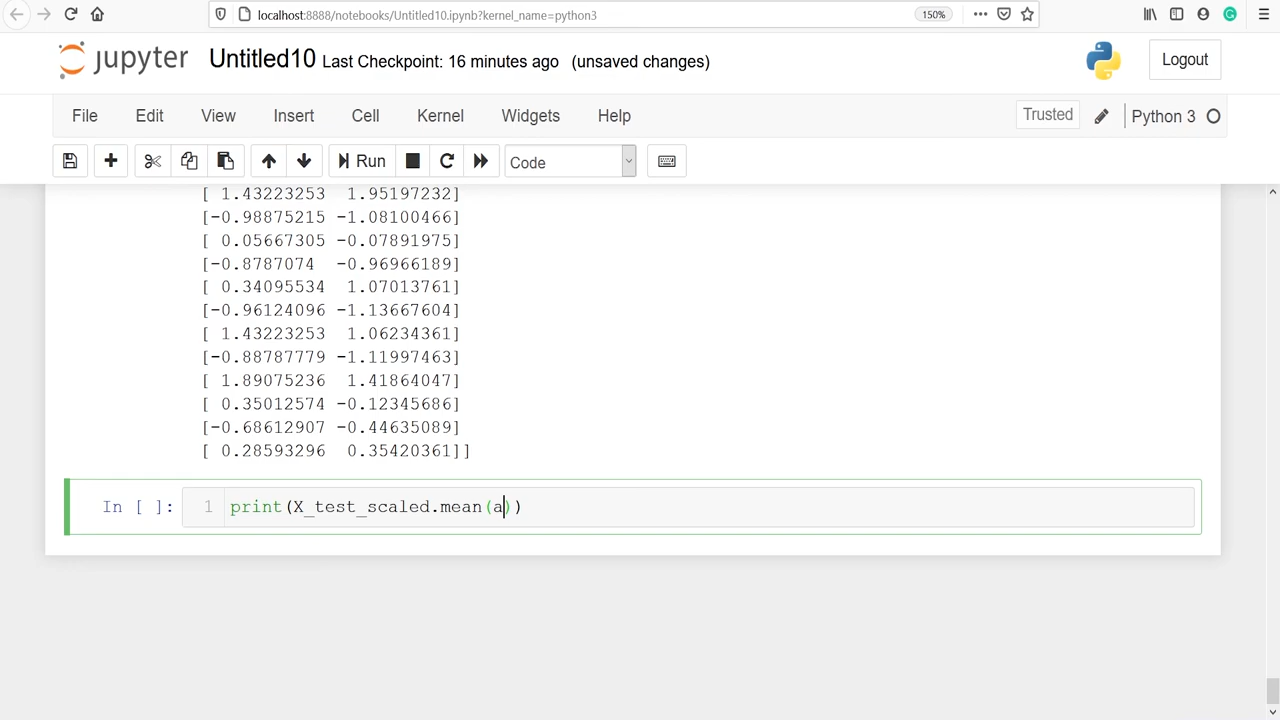 localhost:8888/notebooks/Untitled10.ipynb?kernel_name=python3 150%
jupyter Untitled10 Last Checkpoint: 16 minutes ago (unsaved changes) Logout
File Edit View Insert Cell Kernel Widgets Help Trusted Python 3
Run Code
[ 1.43223253 1.95197232]
[-0.98875215 -1.08100466]
[ 0.05667305 -0.07891975]
[-0.8787074 -0.96966189]
[ 0.34095534 1.07013761]
[-0.96124096 -1.13667604]
[ 1.43223253 1.06234361]
[-0.88787779 -1.11997463]
[ 1.89075236 1.41864047]
[ 0.35012574 -0.12345686]
[-0.68612907 -0.44635089]
[ 0.28593296 0.35420361]]
In [ ]: 1 print(X_test_scaled.mean(a))